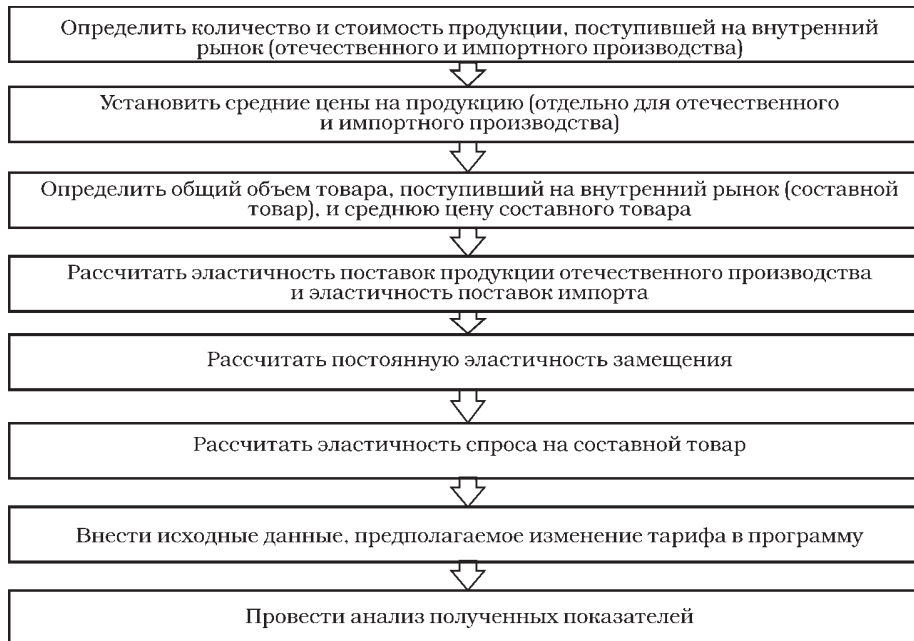 Определить количество и стоимость продукции, поступившей на внутренний
рынок (отечественного и импортного производства)
Установить средние цены на продукцию (отдельно для отечественного
и импортного производства)
Определить общий объем товара, поступивший на внутренний рынок (составной
товар), и среднюю цену составного товара
Рассчитать эластичность поставок продукции отечественного производства
и эластичность поставок импорта
Рассчитать постоянную эластичность замещения
Рассчитать эластичность спроса на составной товар
Внести исходные данные, предполагаемое изменение тарифа в программу
Провести анализ полученных показателей